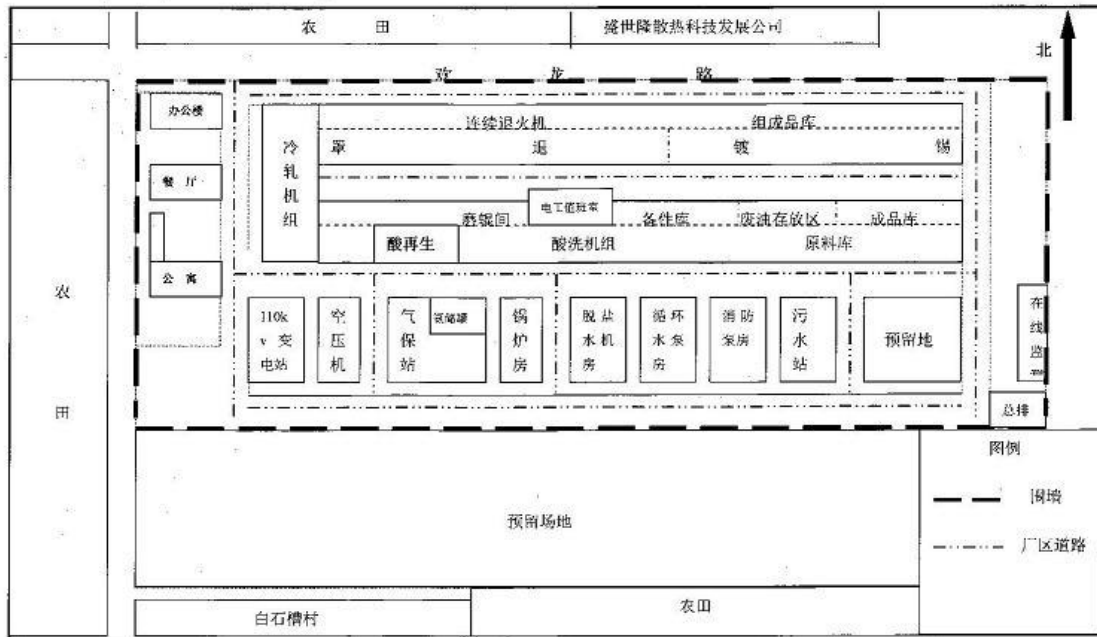 农 田
盛世隆散热科技发展公司
北
欢 龙 路
办公楼
连续退火机
组成品库
冷轧机组
罩 退
镀 锡
餐 厅
电工值班室
磨辊间
备件库
废油存放区
成品库
酸再生
酸洗机组
原料库
公 寓
农 田
110k
v 变
电站
空压机
气保站
氨储罐
锅炉房
脱盐
水机
房
循环
水泵
房
消防
泵房
污水站
预留地
在线监
总排
图例
围墙
厂区道路
预留场地
白石槽村
农田